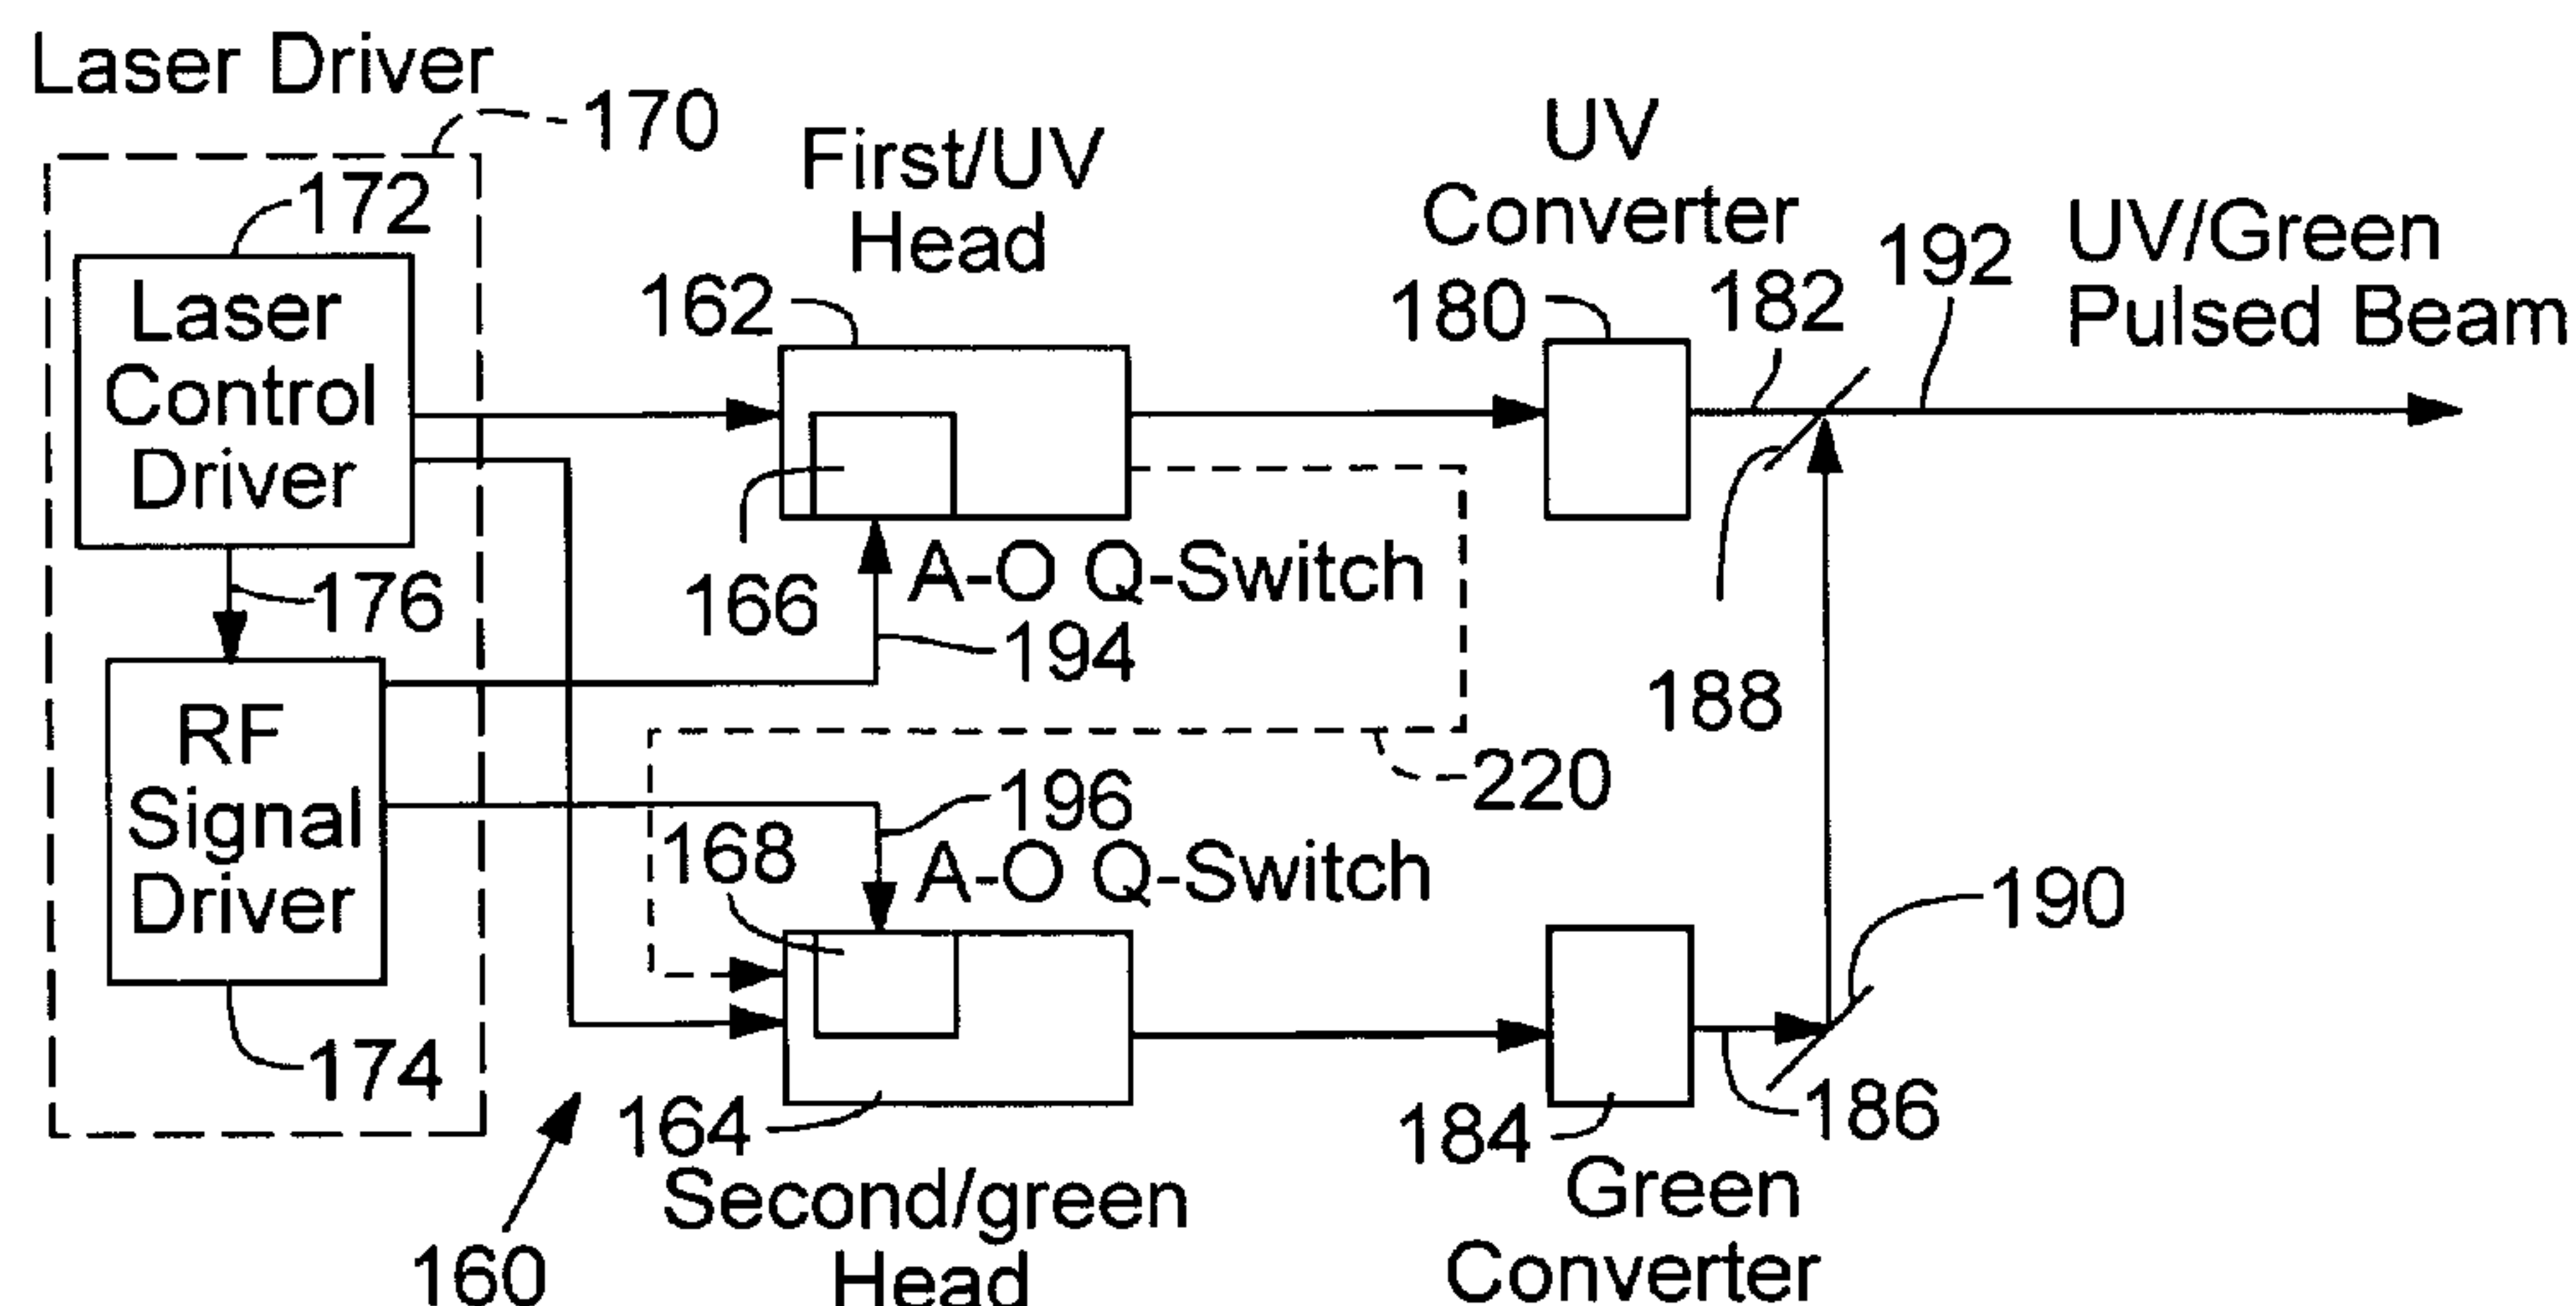 Laser Driver
170
172
Laser
Control
Driver
176
RF
Signal
Driver
174
First/UV
Head
162
166
A-O Q-Switch
194
UV
Converter
180
182
192
UV/Green
Pulsed Beam
188
220
196
168
A-O Q-Switch
190
164
Second/green
Head
184
186
Green
Converter
160